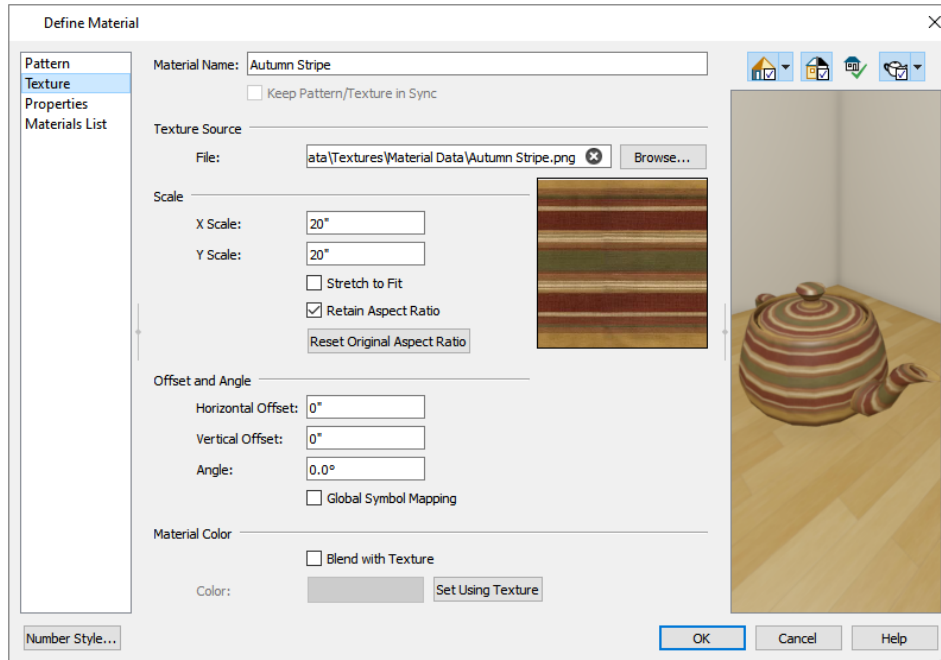 Define Material
Pattern
Texture
Properties
Materials List
Material Name: Autumn Stripe
Keep Pattern/Texture in Sync
Texture Source
File: ata\Textures\Material Data\Autumn Stripe.png Browse...
Scale
X Scale: 20"
Y Scale: 20"
Stretch to Fit
Retain Aspect Ratio
Reset Original Aspect Ratio
Offset and Angle
Horizontal Offset: 0"
Vertical Offset: 0"
Angle: 0.0°
Global Symbol Mapping
Material Color
Blend with Texture
Color: Set Using Texture
Number Style... OK Cancel Help